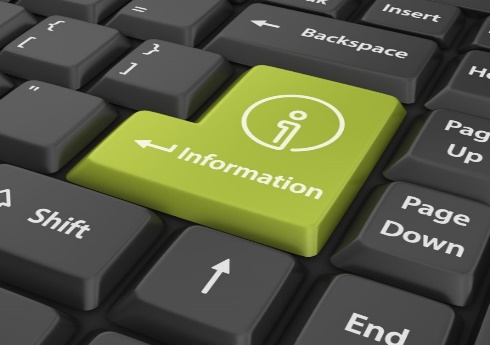 Insert
=
Backspace
{
[
}
]
Page
Up
"
i
Information
Page
Down
Shift
End